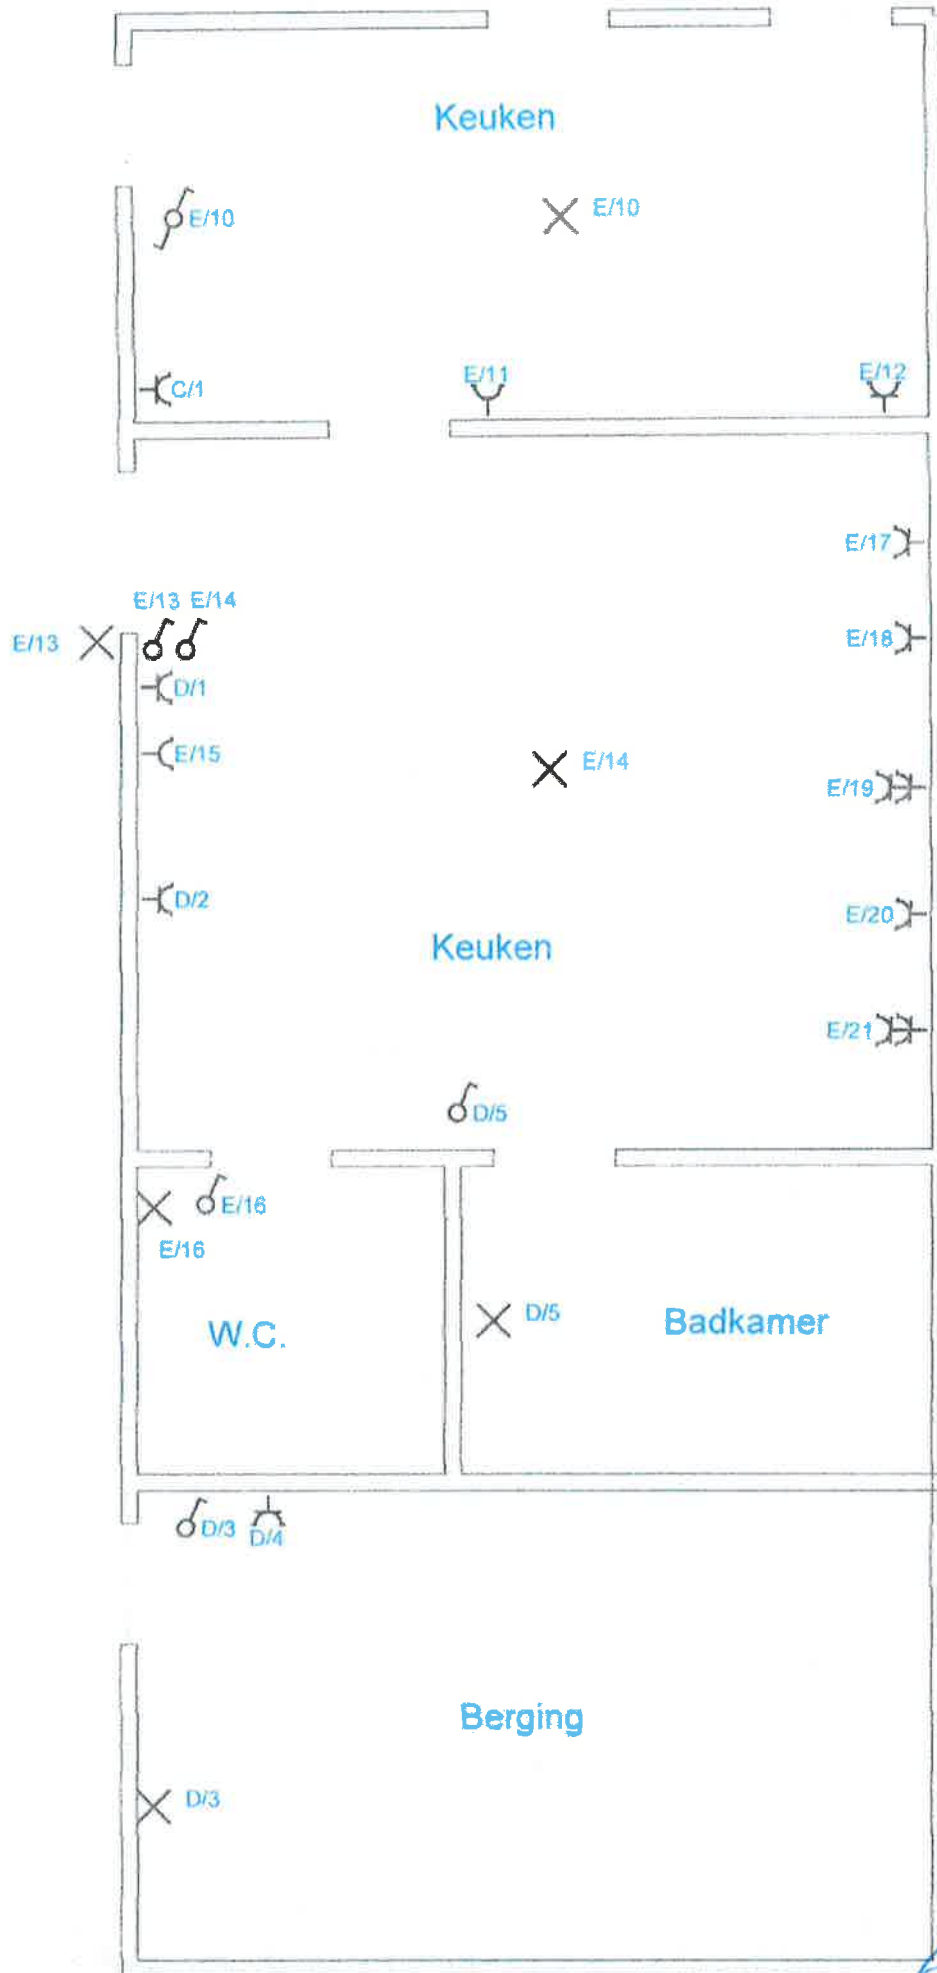 Keuken
E/10
E/10
C/1
E/11
E/12
E/17
E/13 E/14
E/13
E/18
D/1
E/15
E/14
E/19
D/2
E/20
Keuken
E/21
D/5
E/16
E/16
D/5
W.C.
Badkamer
D/3
D/4
Berging
D/3